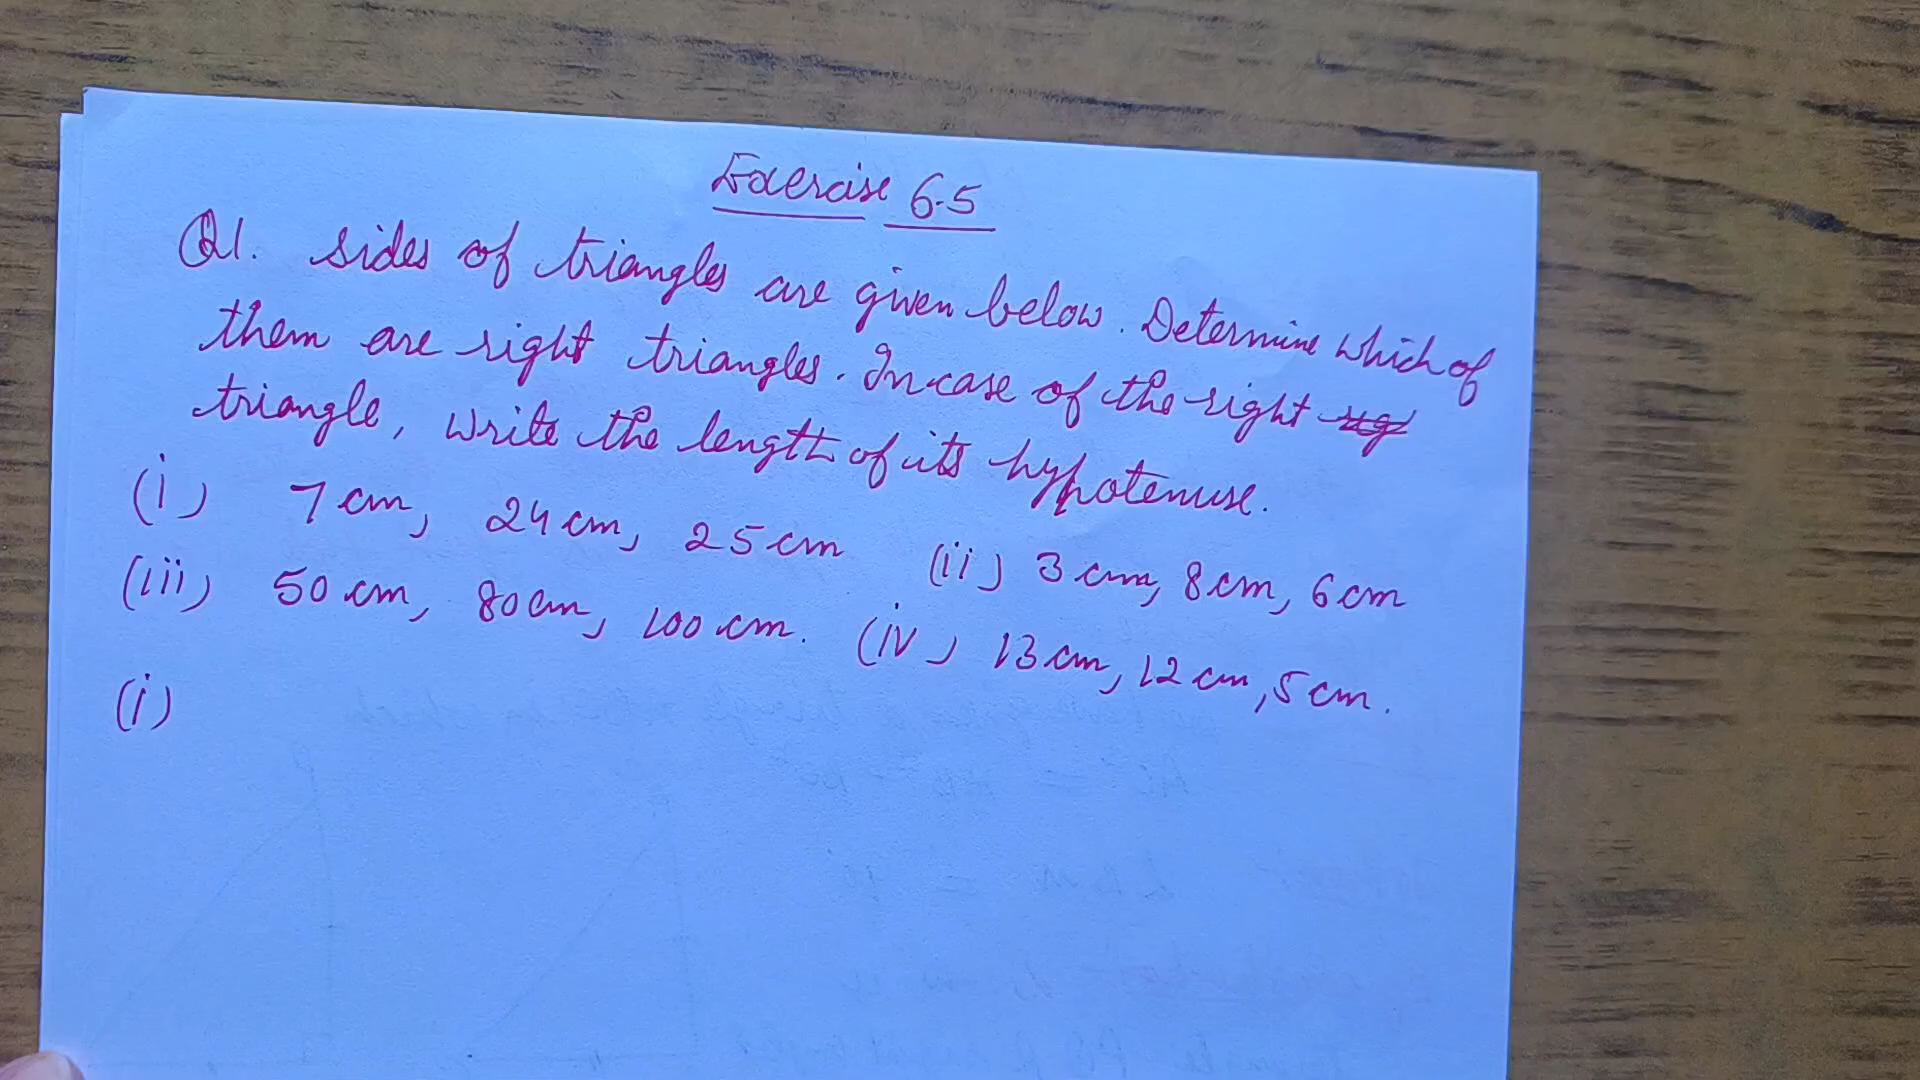 Exercise 6.5
Q1. Sides of triangles are given below. Determine which of
them are right triangles. In case of the right
triangle, write the length of its hypotenuse.
(i) 7 cm, 24 cm, 25 cm (ii) 3 cm, 8 cm, 6 cm
(iii) 50 cm, 80 cm, 100 cm. (iv) 13 cm, 12 cm, 5 cm.
(i)